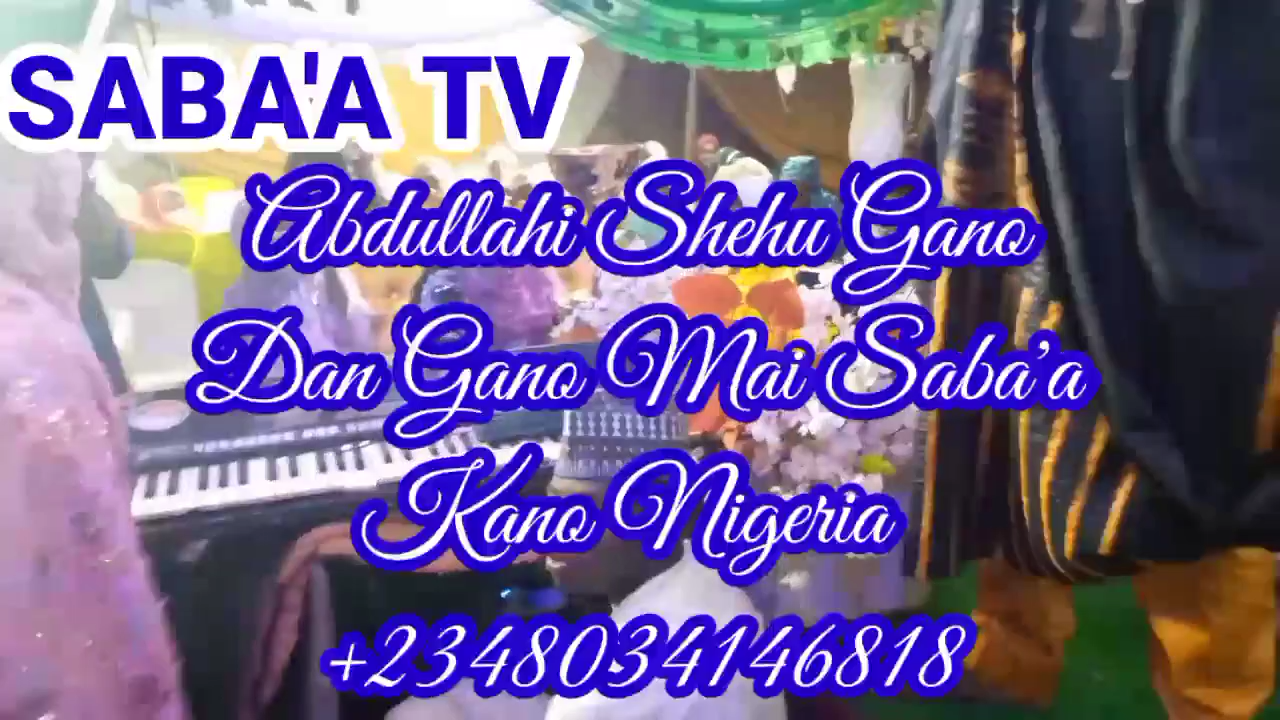 SABA'A TV
Abdullahi Shehu Gano
Dan Gano Mai Saba'a
Kano Nigeria
+2348034146818